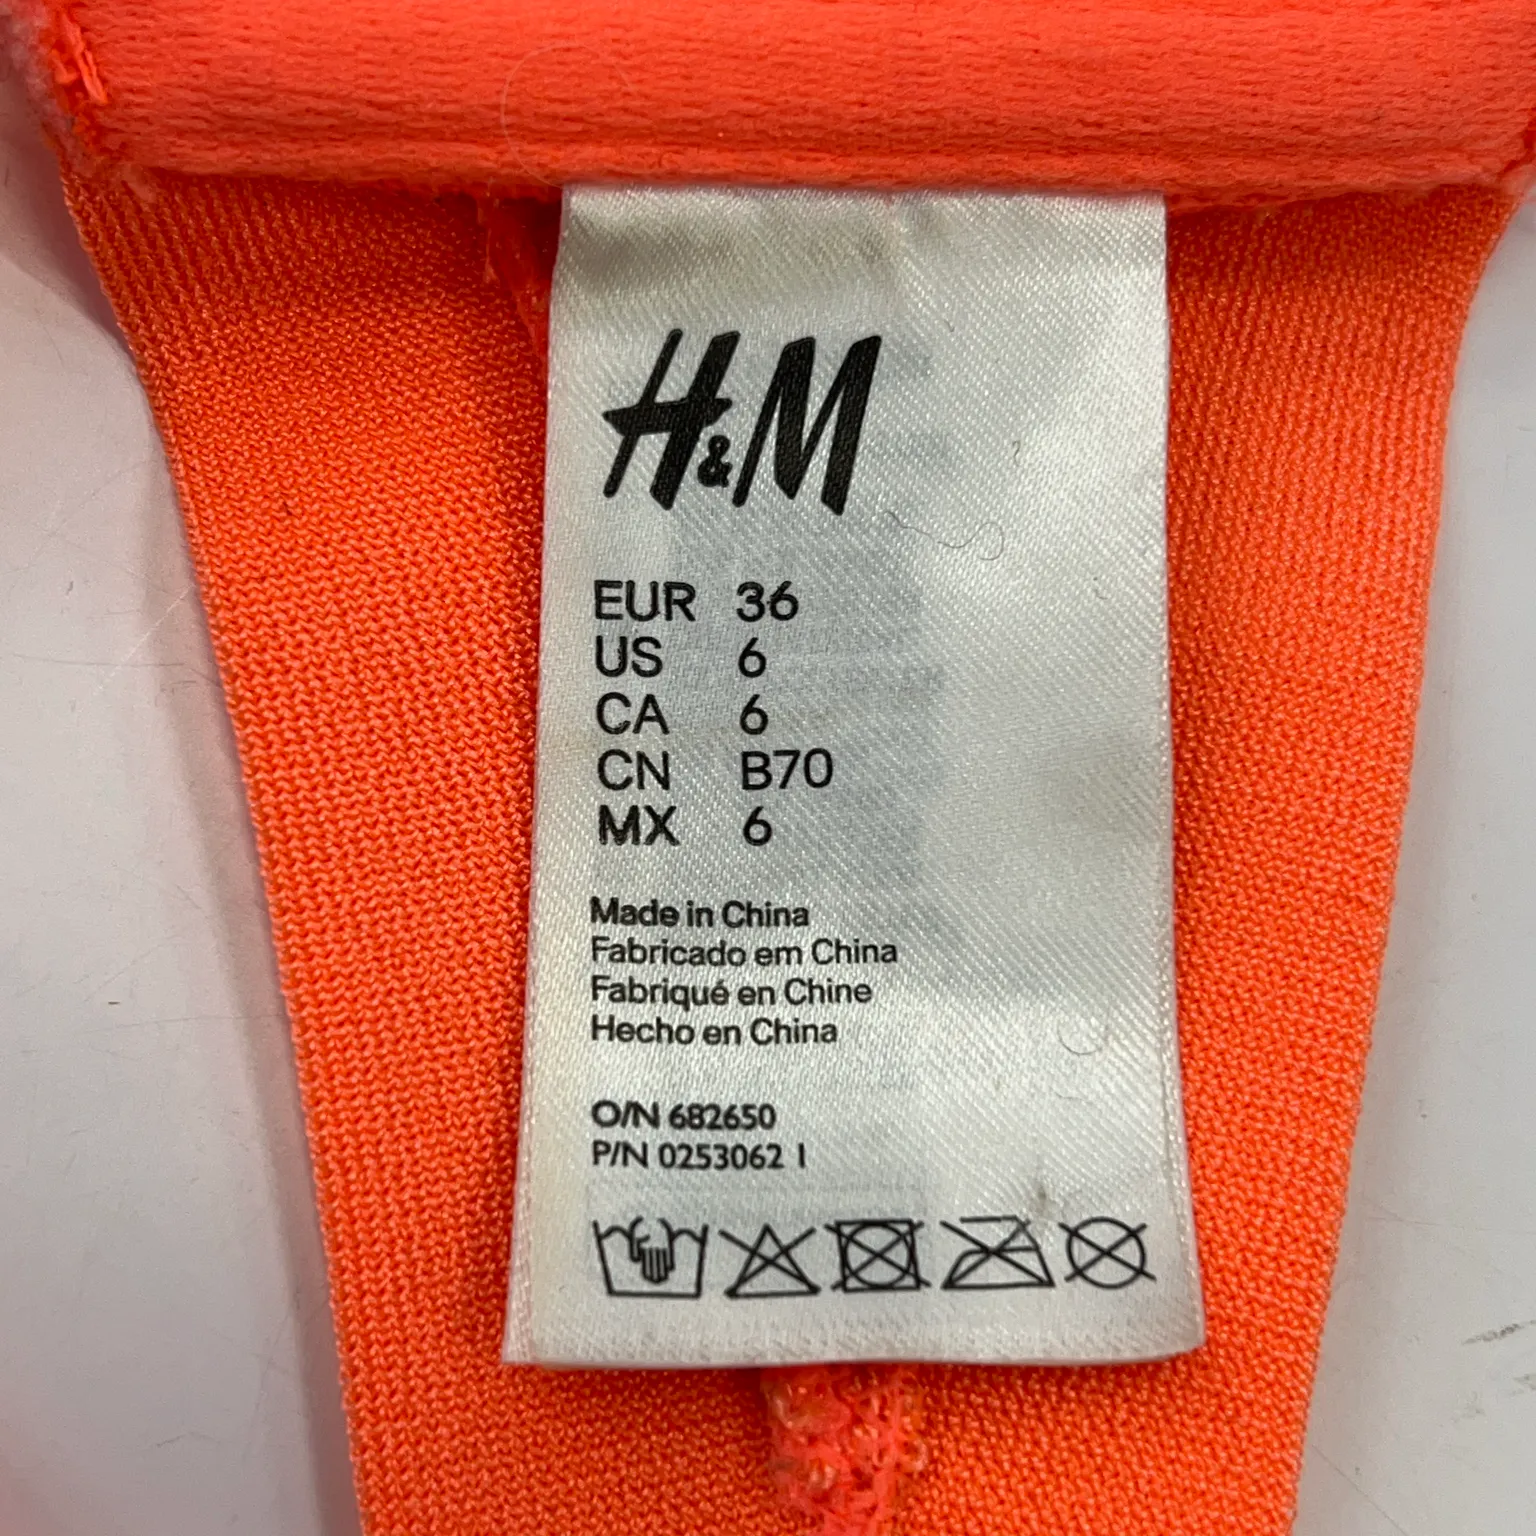 H&M
EUR 36
US 6
CA 6
CN B70
MX 6
Made in China
Fabricado em China
Fabriqué en Chine
Hecho en China
O/N 682650
P/N 0253062 1